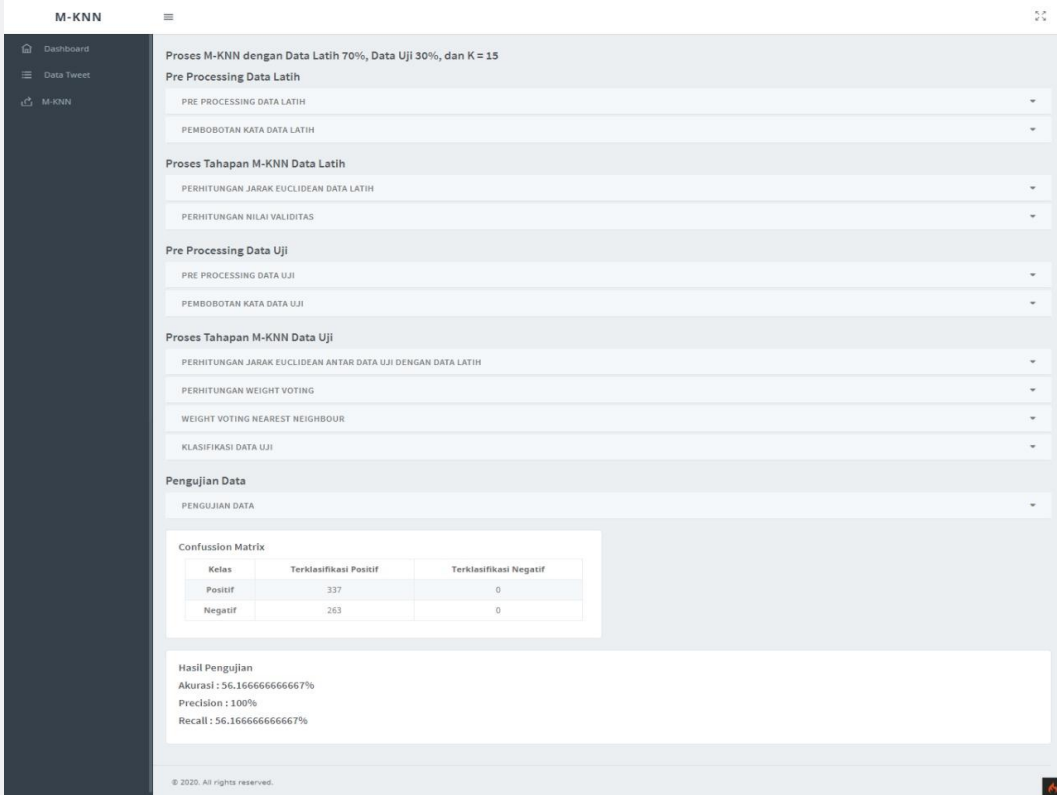 M-KNN
Dashboard
Data Tweet
M-KNN
Proses M-KNN dengan Data Latih 70%, Data Uji 30%, dan K = 15
Pre Processing Data Latih
PRE PROCESSING DATA LATIH
PEMBOBOTAN KATA DATA LATIH
Proses Tahapan M-KNN Data Latih
PERHITUNGAN JARAK EUCLIDEAN DATA LATIH
PERHITUNGAN NILAI VALIDITAS
Pre Processing Data Uji
PRE PROCESSING DATA UJI
PEMBOBOTAN KATA DATA UJI
Proses Tahapan M-KNN Data Uji
PERHITUNGAN JARAK EUCLIDEAN ANTAR DATA UJI DENGAN DATA LATIH
PERHITUNGAN WEIGHT VOTING
WEIGHT VOTING NEAREST NEIGHBOUR
KLASIFIKASI DATA UJI
Pengujian Data
PENGUJIAN DATA
Confussion Matrix
Kelas Terklasifikasi Positif Terklasifikasi Negatif
Positif 337 0
Negatif 263 0
Hasil Pengujian
Akurasi : 56.166666666667%
Precision : 100%
Recall : 56.166666666667%
© 2020. All rights reserved.